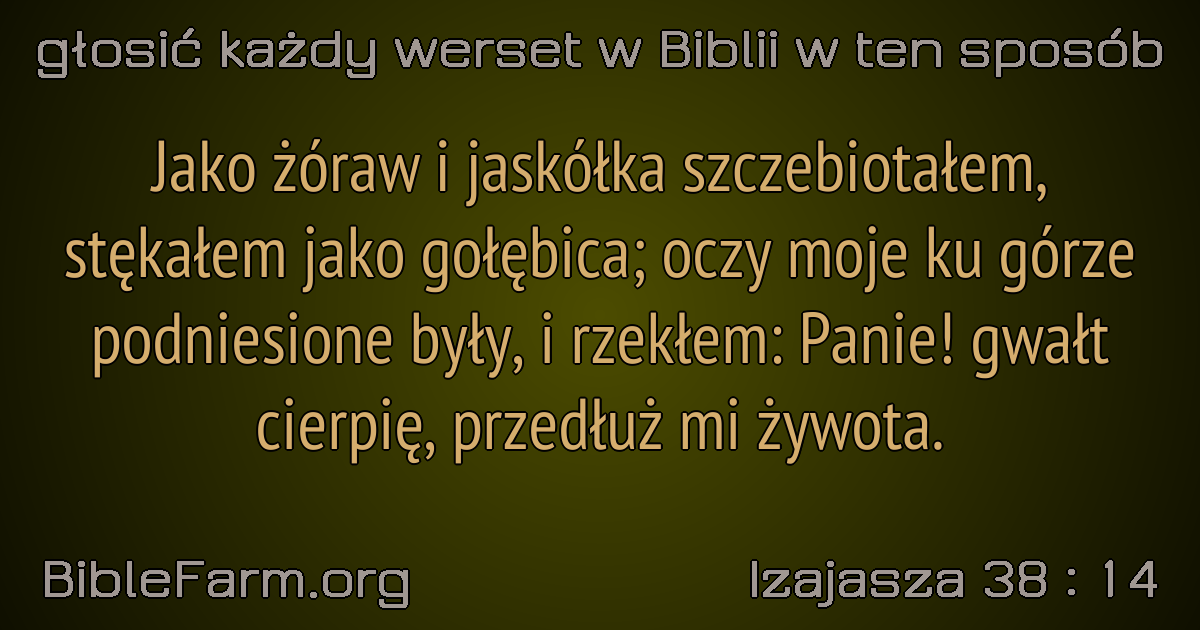 głosić każdy werset w Biblii w ten sposób
Jako żóraw i jaskółka szczebiotałem,
stękałem jako gołębica; oczy moje ku górze
podniesione były, i rzekłem: Panie! gwałt
cierpię, przedłuż mi żywota.
BibleFarm.org
Izajasza 38 : 14